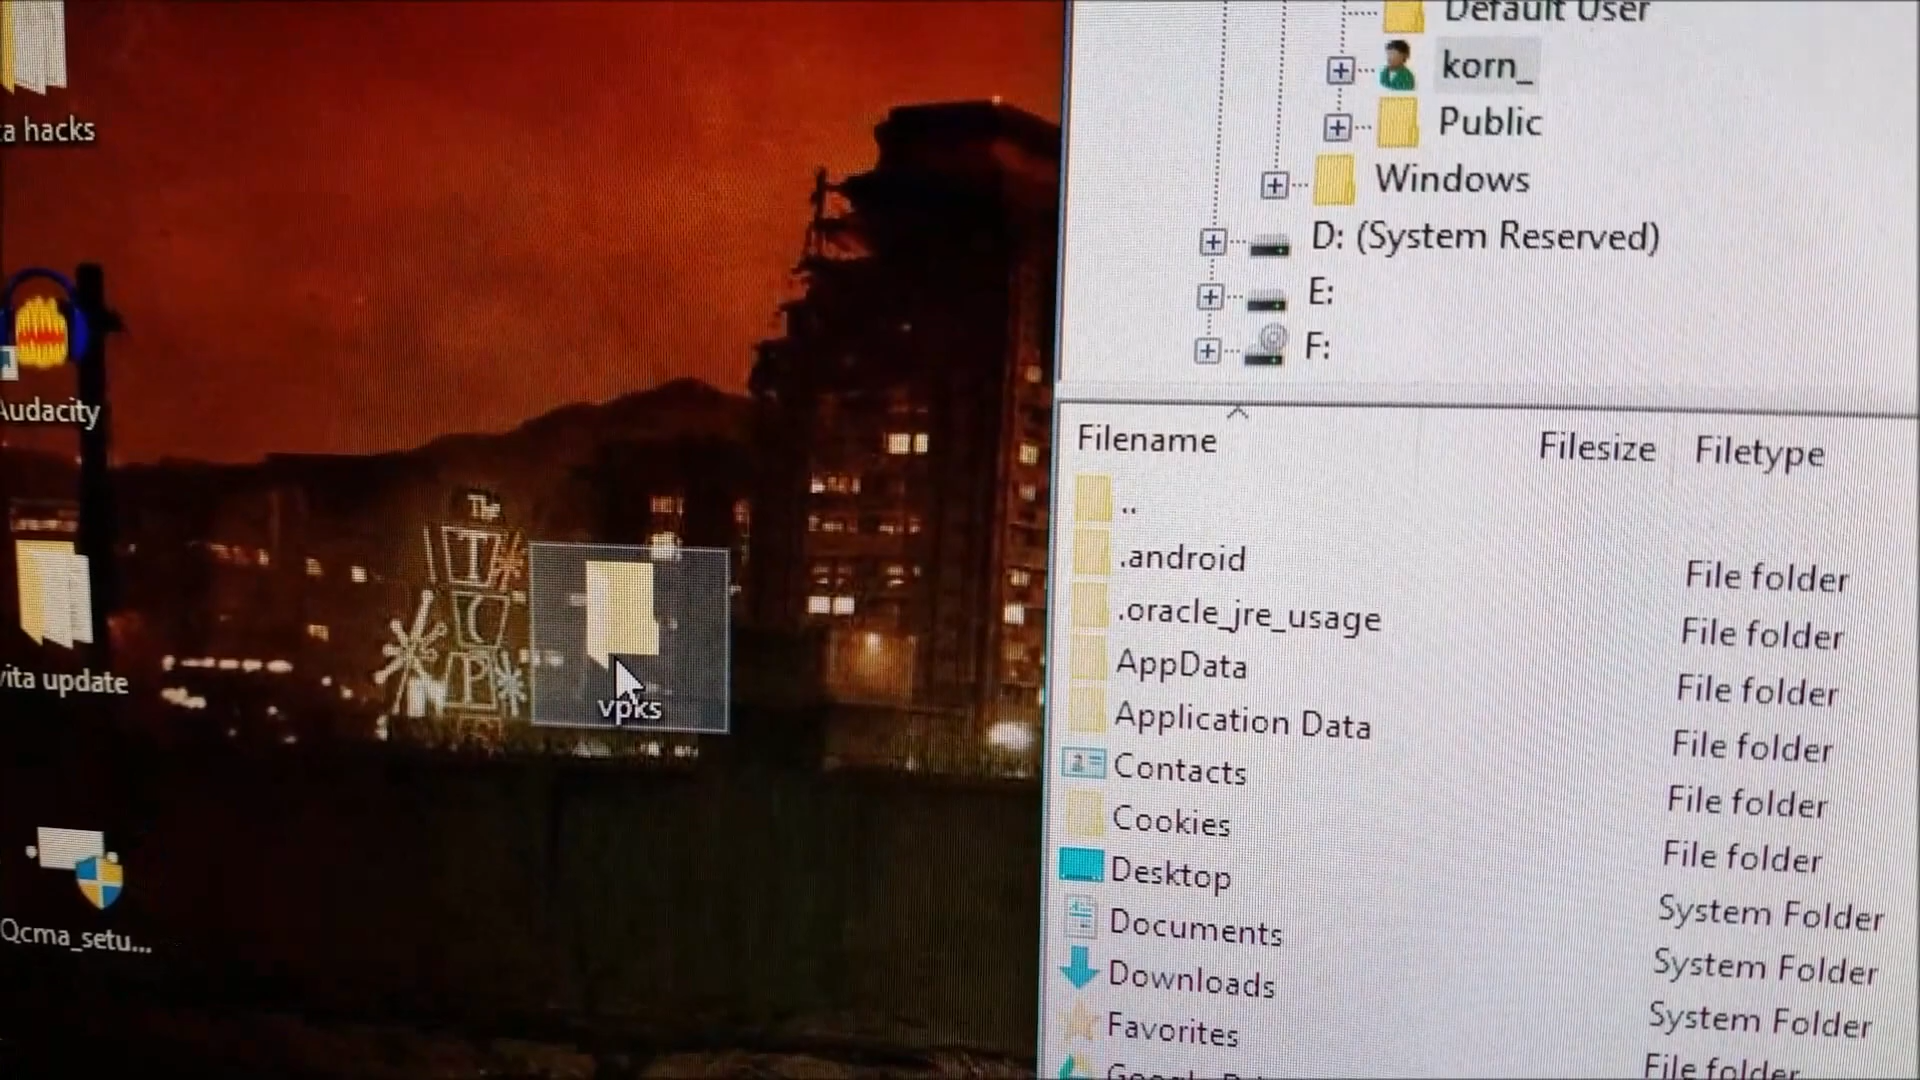 a hacks
Audacity
vita update
Qcma_setu...
The
T
C
P
vpks
Default User
korn_
Public
Windows
D: (System Reserved)
E:
F:
Filename Filesize Filetype
..
.android File folder
.oracle_jre_usage File folder
AppData File folder
Application Data File folder
Contacts File folder
Cookies File folder
Desktop System Folder
Documents System Folder
Downloads System Folder
Favorites File folder